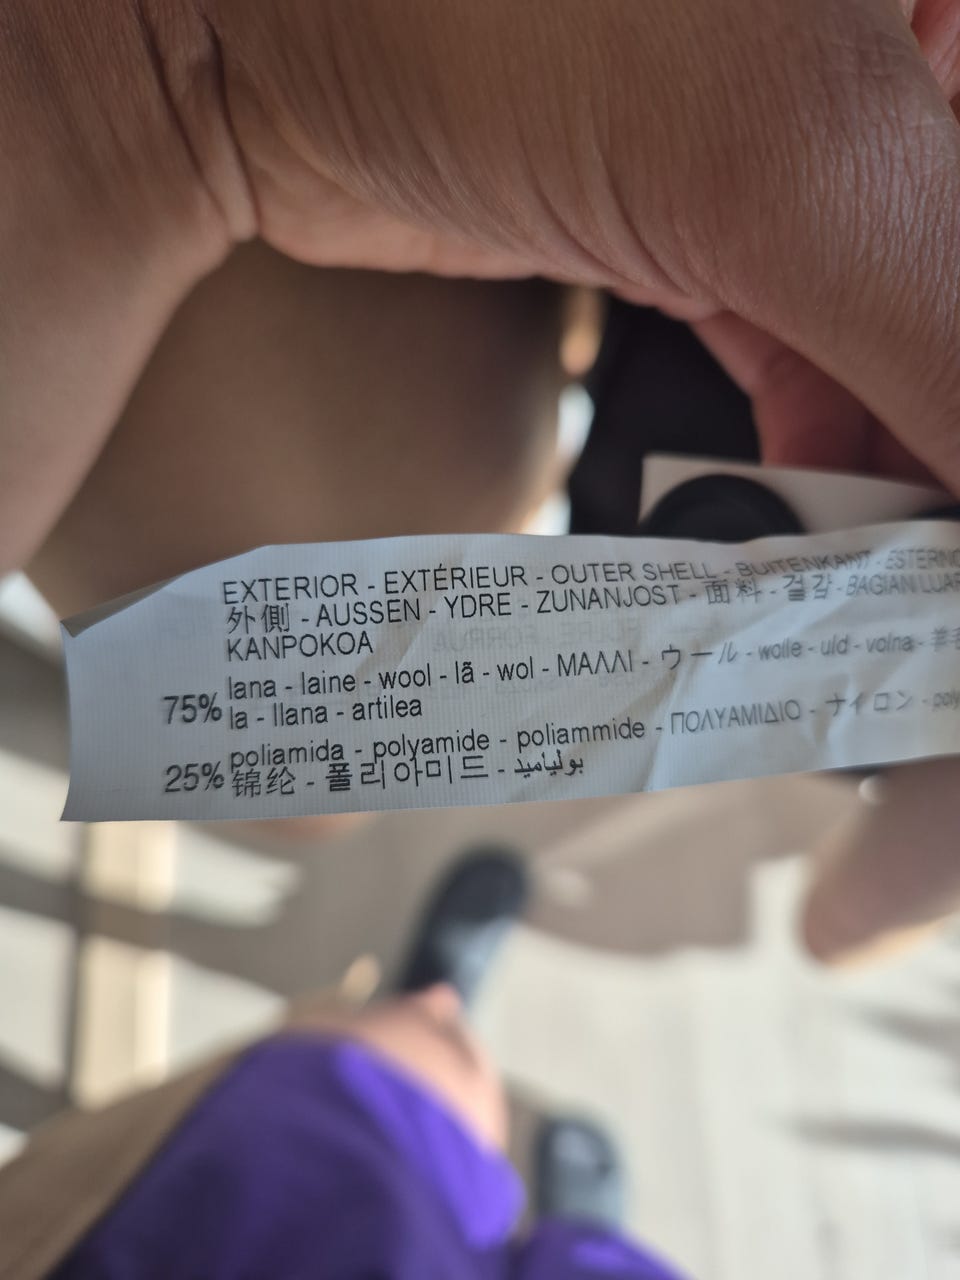 EXTERIOR - EXTÉRIEUR - OUTER SHELL - BUITENKANT - ESTERNO
外側 - AUSSEN - YDRE - ZUNANJOST - 面料 - 겉감 - BAGIAN LUAR
KANPOKOA
75% lana - laine - wool - lã - wol - ΜΑΛΛΙ - ウール - wolle - uld - volna -
la - llana - artilea
25% poliamida - polyamide - poliammide - ΠΟΛΥΑΜΙΔΙΟ - ナイロン -
锦纶 - 폴리아미드 - بولياميد